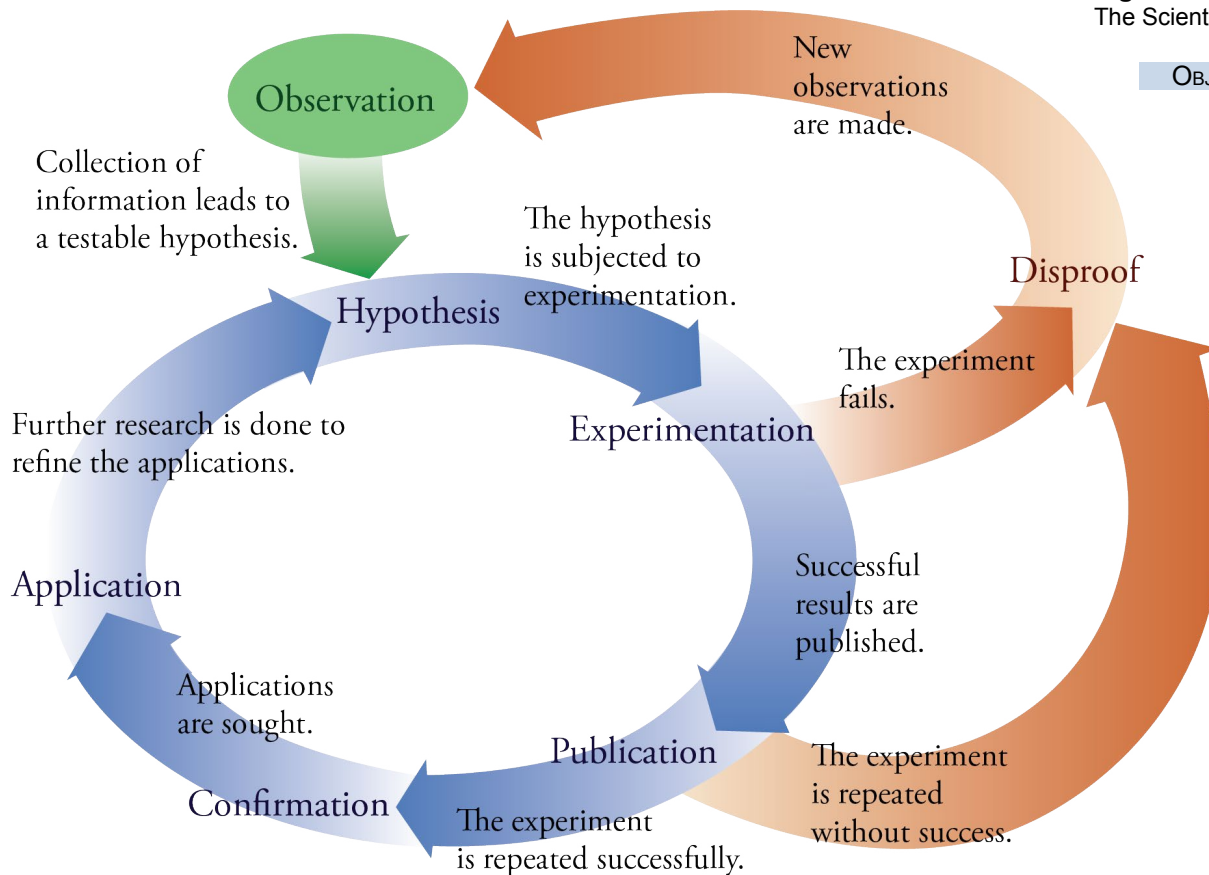 The Scient
OBJ
Observation
New
observations
are made.
Collection of
information leads to
a testable hypothesis.
The hypothesis
is subjected to
experimentation.
Disproof
Hypothesis
The experiment
fails.
Experimentation
Further research is done to
refine the applications.
Successful
results are
published.
Application
Applications
are sought.
Publication
The experiment
is repeated
without success.
Confirmation
The experiment
is repeated successfully.